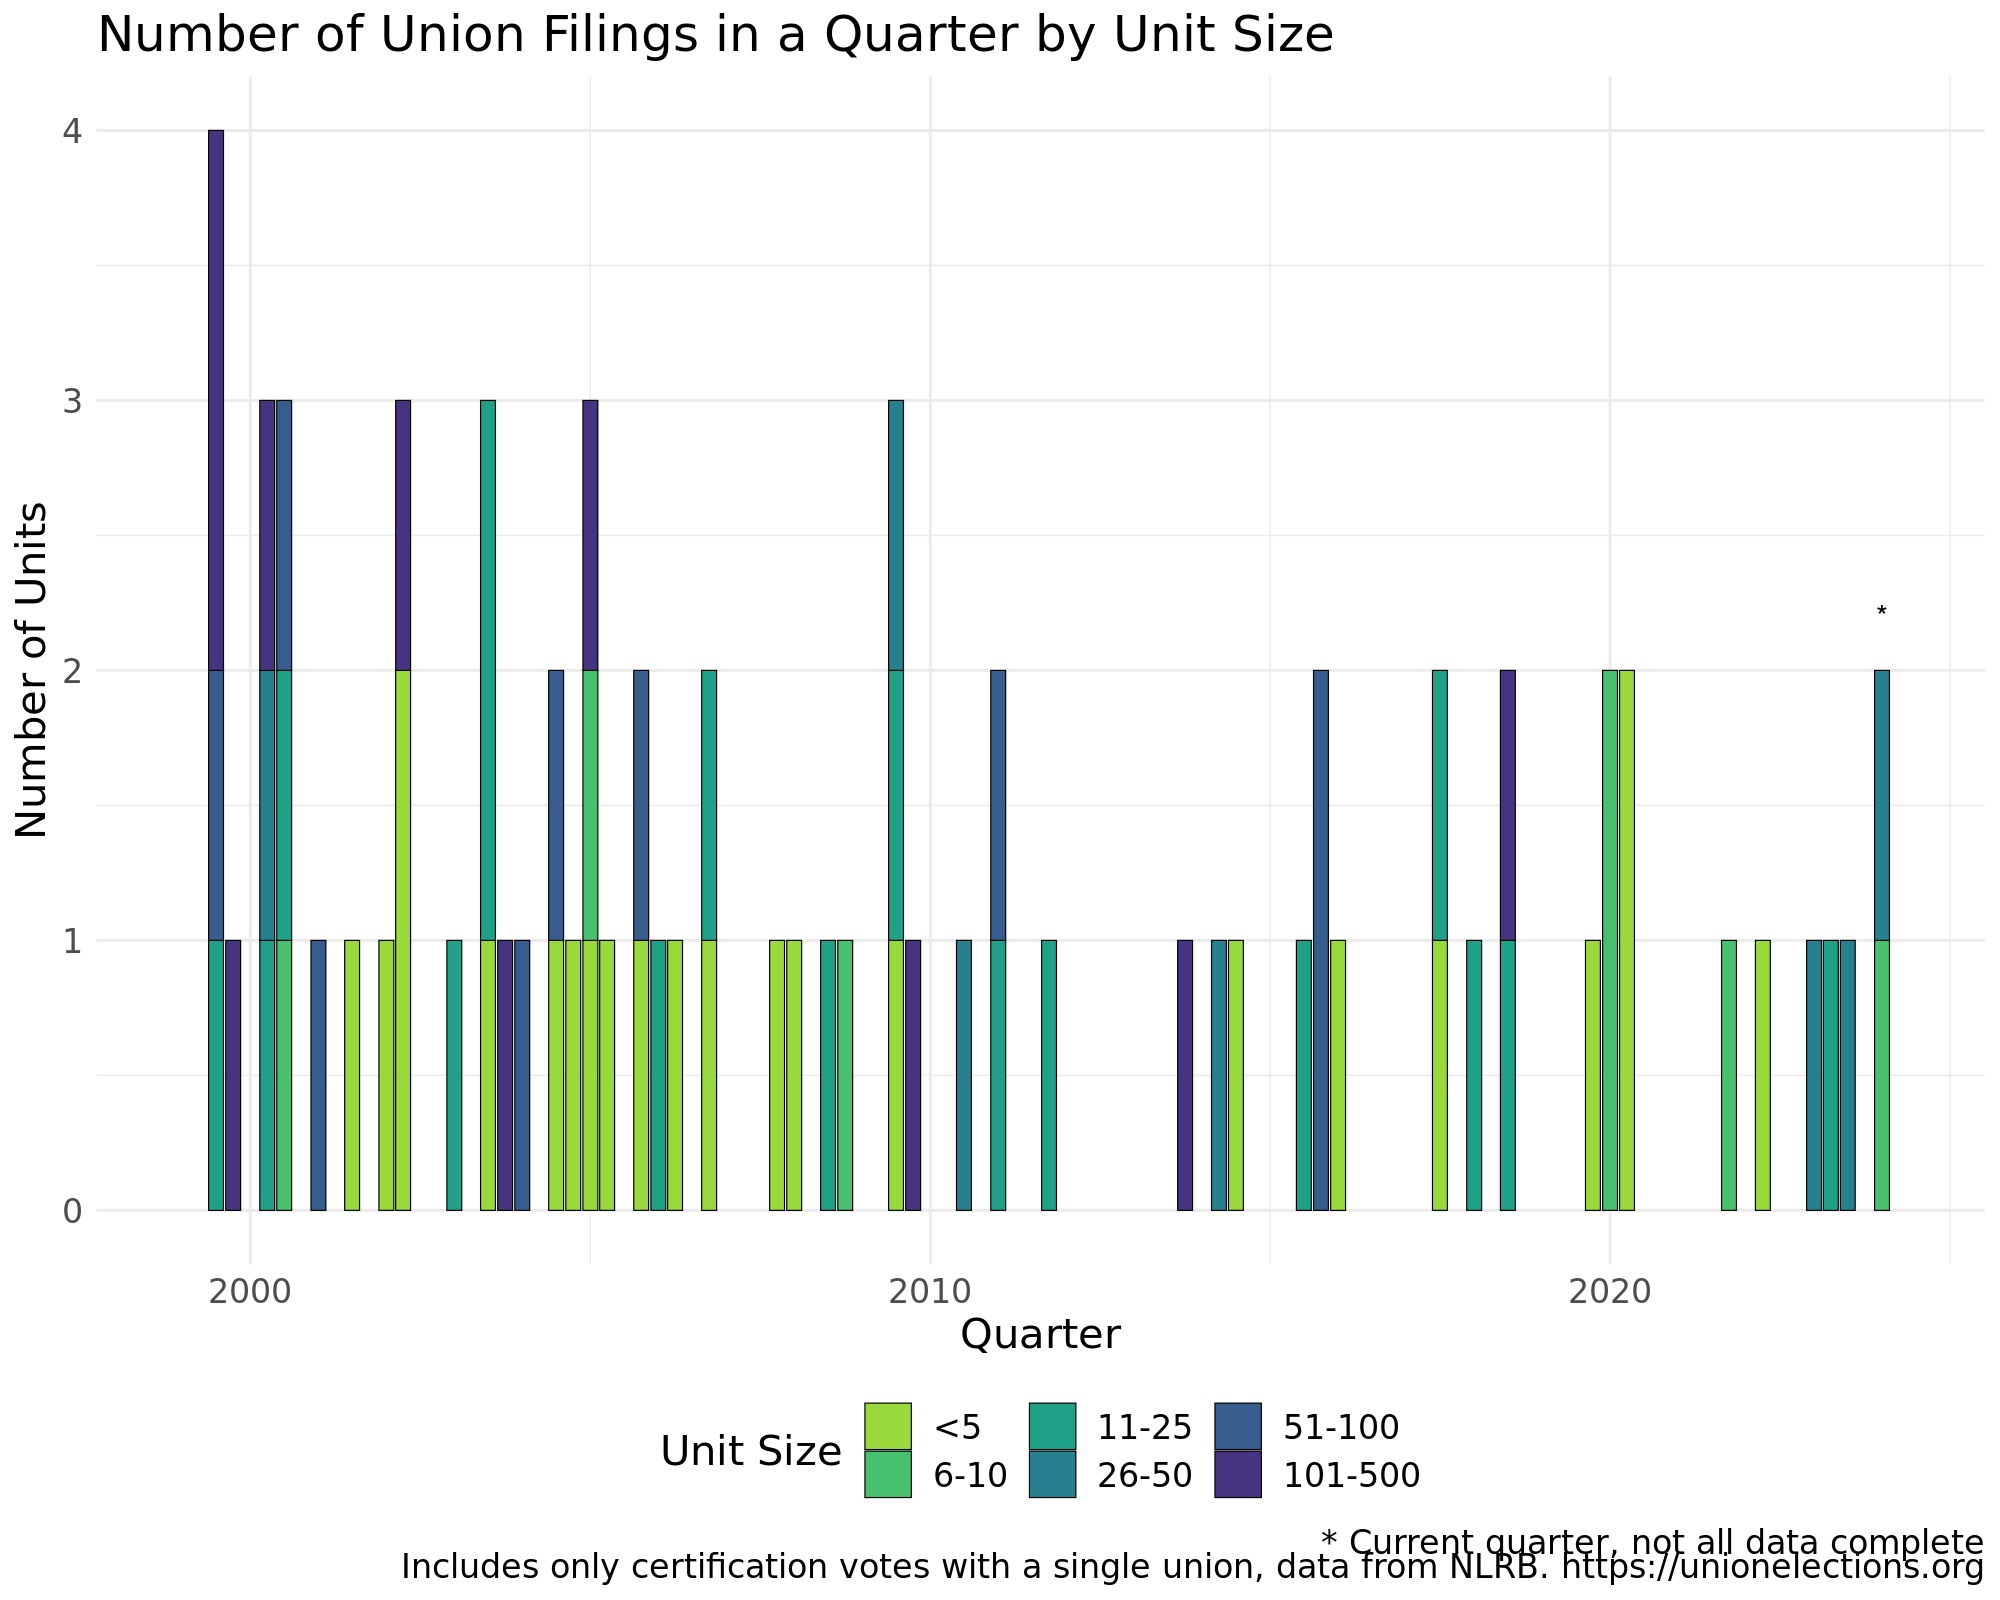 Number of Union Filings in a Quarter by Unit Size
Number of Units
4
3
2
1
0
*
2000 2010 2020
Quarter
Unit Size
<5 11-25 51-100
6-10 26-50 101-500
* Current quarter, not all data complete
Includes only certification votes with a single union, data from NLRB. https://unionelections.org